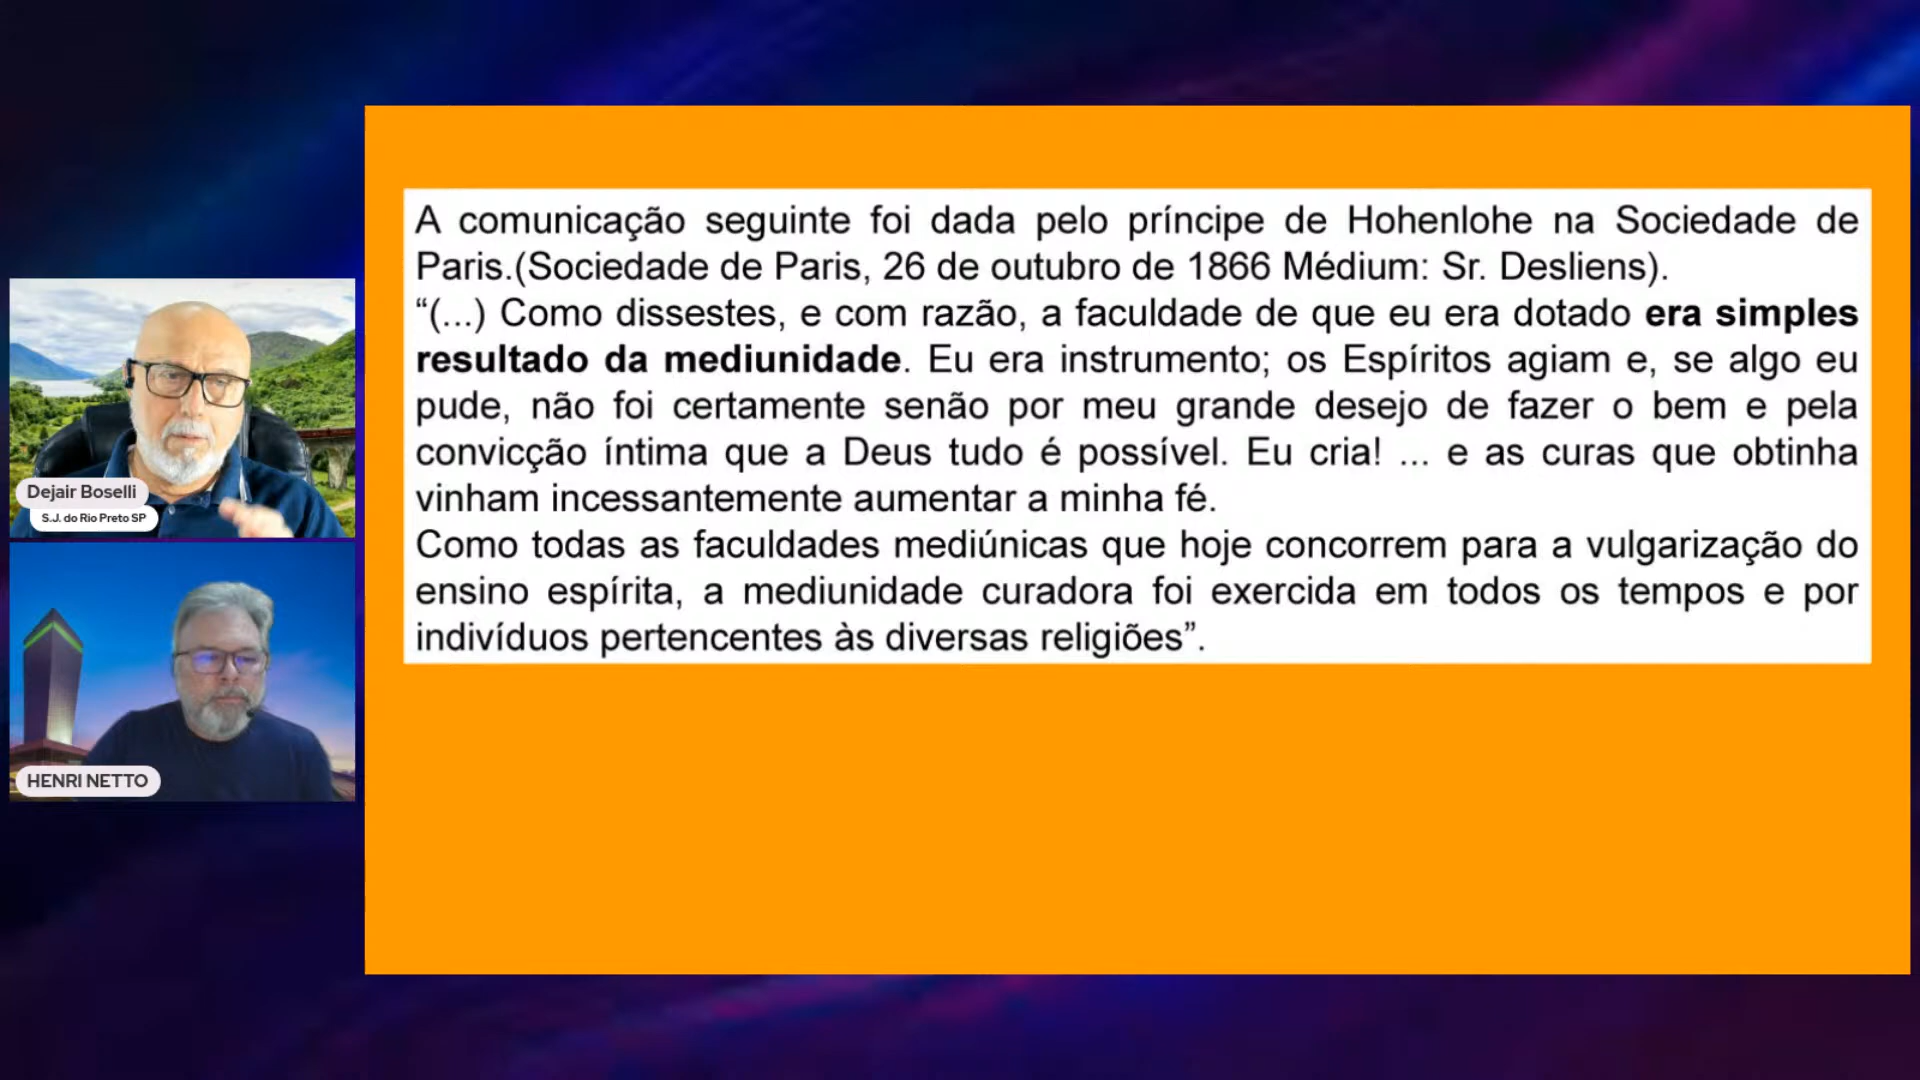 A comunicação seguinte foi dada pelo príncipe de Hohenlohe na Sociedade de
Paris.(Sociedade de Paris, 26 de outubro de 1866 Médium: Sr. Desliens).
“(...) Como dissestes, e com razão, a faculdade de que eu era dotado era simples
resultado da mediunidade. Eu era instrumento; os Espíritos agiam e, se algo eu
pude, não foi certamente senão por meu grande desejo de fazer o bem e pela
convicção íntima que a Deus tudo é possível. Eu cria! ... e as curas que obtinha
vinham incessantemente aumentar a minha fé.
Como todas as faculdades mediúnicas que hoje concorrem para a vulgarização do
ensino espírita, a mediunidade curadora foi exercida em todos os tempos e por
indivíduos pertencentes às diversas religiões”.
Dejair Boselli
S.J. do Rio Preto SP
HENRI NETTO